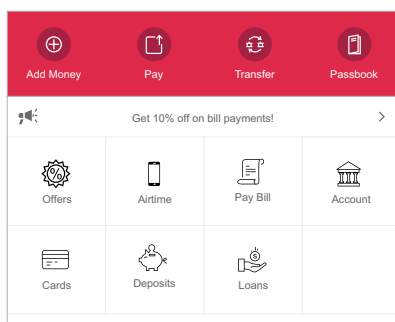 Add Money Pay Transfer Passbook
Get 10% off on bill payments!
Offers Airtime Pay Bill Account
Cards Deposits Loans